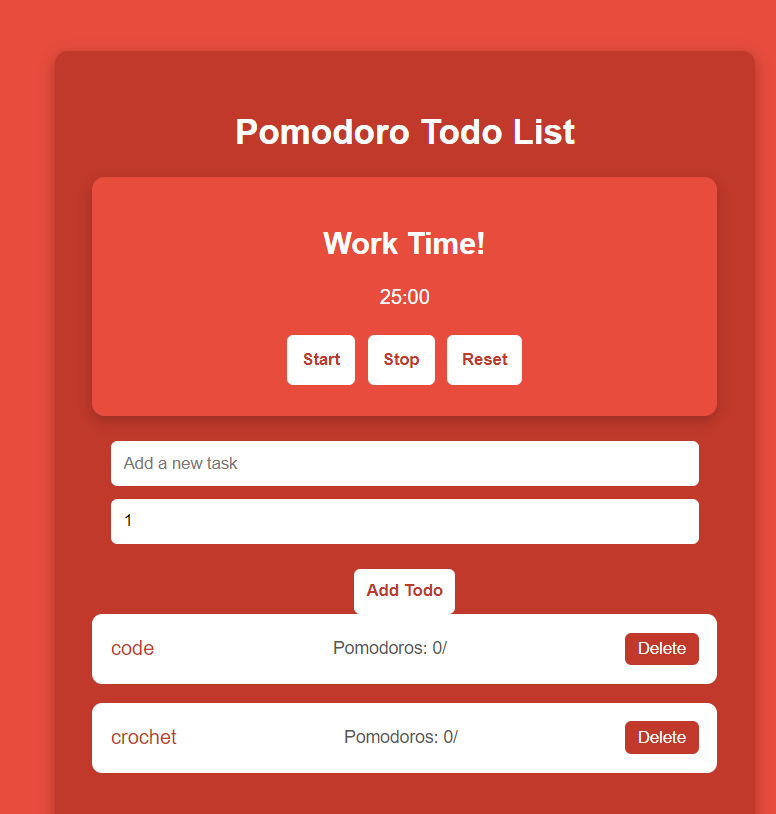 Pomodoro Todo List
Work Time!
25:00
Start Stop Reset
Add a new task
1
Add Todo
code Pomodoros: 0/ Delete
crochet Pomodoros: 0/ Delete